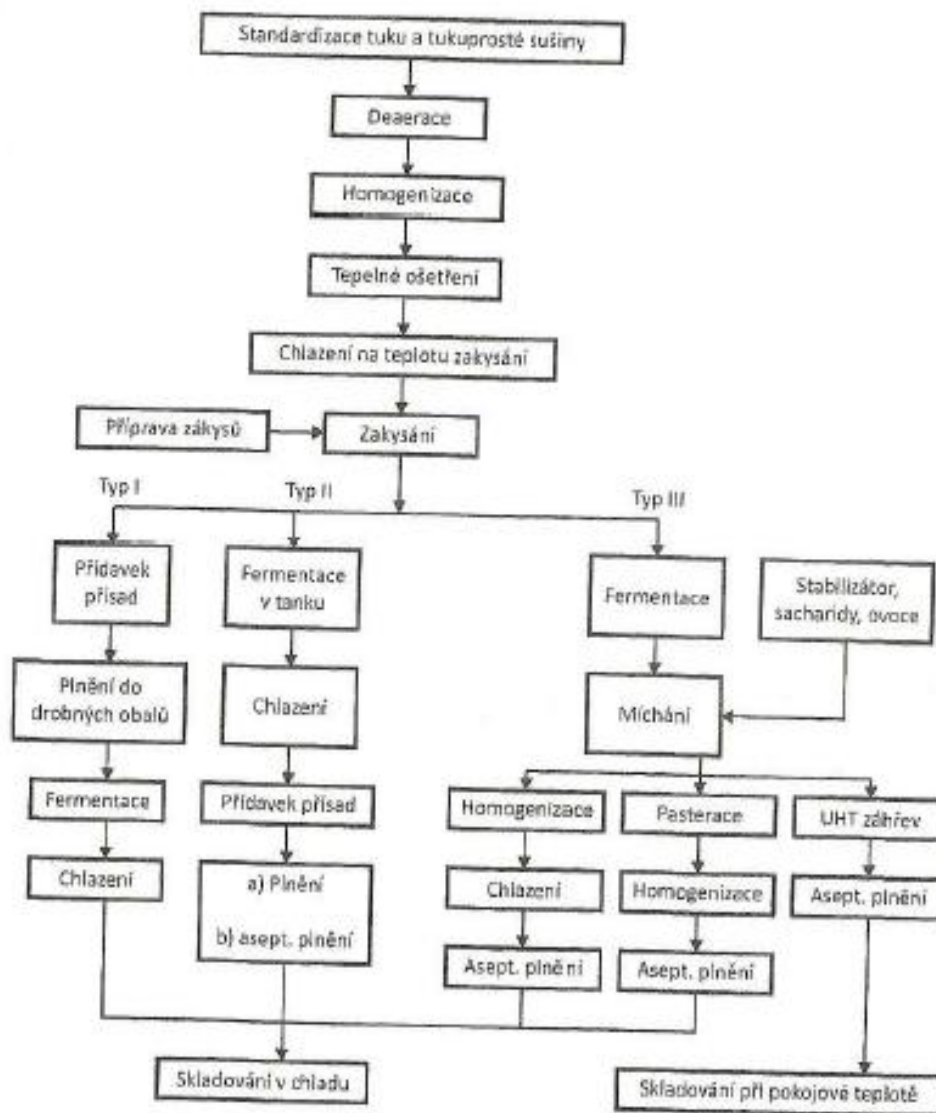 Standardizace tuku a tukuprosté sušiny
Deaerace
Homogenizace
Tepelné ošetření
Chlazení na teplotu zakysání
Příprava zákysů
Zakysání
Typ I
Typ II
Typ III
Přídavek
přísad
Fermentace
v tanku
Fermentace
Stabilizátor,
sacharidy, ovoce
Plnění do
drobných obalů
Chlazení
Míchání
Fermentace
Přídavek přísad
Homogenizace
Pasterace
UHT záhřev
Chlazení
a) Plnění
b) asept. plnění
Chlazení
Homogenizace
Asept. plnění
Asept. plnění
Asept. plnění
Skladování v chladu
Skladování při pokojové teplotě